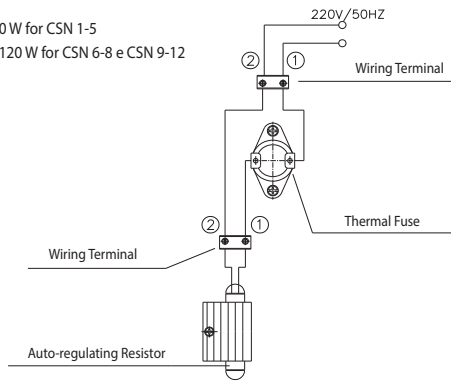 220V/50HZ
0 W for CSN 1-5
120 W for CSN 6-8 e CSN 9-12
② ①
Wiring Terminal
Thermal Fuse
② ①
Wiring Terminal
Auto-regulating Resistor